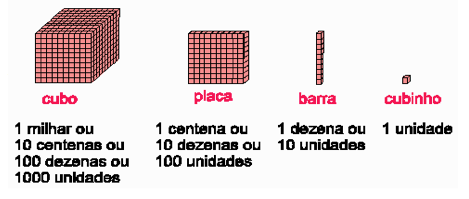 cubo placa barra cubinho
1 milhar ou 1 centena ou 1 dezena ou 1 unidade
10 centenas ou 10 dezenas ou 10 unidades
100 dezenas ou 100 unidades
1000 unidades